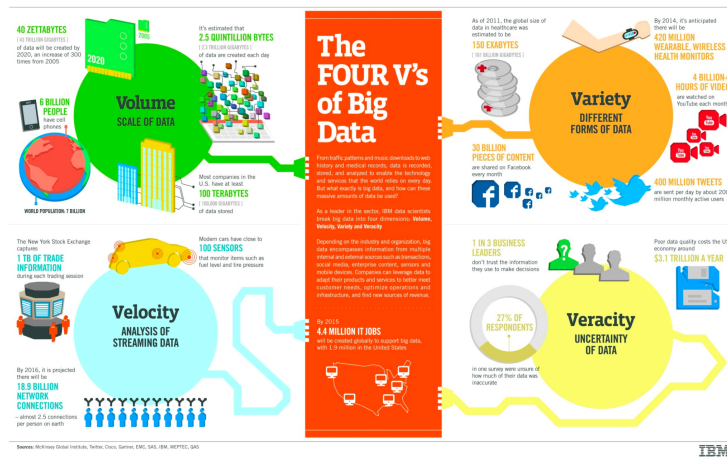 40 ZETTABYTES
[ 43 TRILLION GIGABYTES ]
of data will be created by
2020, an increase of 300
times from 2005
2005
2020
It's estimated that
2.5 QUINTILLION BYTES
[ 2.3 TRILLION GIGABYTES ]
of data are created each day
6 BILLION
PEOPLE
have cell
phones
WORLD POPULATION: 7 BILLION
Volume
SCALE OF DATA
Most companies in the
U.S. have at least
100 TERABYTES
[ 100,000 GIGABYTES ]
of data stored
The New York Stock Exchange
captures
1 TB OF TRADE
INFORMATION
during each trading session
Modern cars have close to
100 SENSORS
that monitor items such as
fuel level and tire pressure
Velocity
ANALYSIS OF
STREAMING DATA
By 2016, it is projected
there will be
18.9 BILLION
NETWORK
CONNECTIONS
– almost 2.5 connections
per person on earth
The
FOUR V's
of Big
Data
From traffic patterns and music downloads to web
history and medical records, data is recorded,
stored, and analyzed to enable the technology
and services that the world relies on every day.
But what exactly is big data, and how can these
massive amounts of data be used?
As a leader in the sector, IBM data scientists
break big data into four dimensions: Volume,
Velocity, Variety and Veracity
Depending on the industry and organization, big
data encompasses information from multiple
internal and external sources such as transactions,
social media, enterprise content, sensors and
mobile devices. Companies can leverage data to
adapt their products and services to better meet
customer needs, optimize operations and
infrastructure, and find new sources of revenue.
By 2015
4.4 MILLION IT JOBS
will be created globally to support big data,
with 1.9 million in the United States
As of 2011, the global size of
data in healthcare was
estimated to be
150 EXABYTES
[ 161 BILLION GIGABYTES ]
30 BILLION
PIECES OF CONTENT
are shared on Facebook
every month
Variety
DIFFERENT
FORMS OF DATA
By 2014, it's anticipated
there will be
420 MILLION
WEARABLE, WIRELESS
HEALTH MONITORS
4 BILLION+
HOURS OF VIDEO
are watched on
YouTube each month
You Tube
You Tube
You Tube
You Tube
400 MILLION TWEETS
are sent per day by about 200
million monthly active users
1 IN 3 BUSINESS
LEADERS
don't trust the information
they use to make decisions
27% OF
RESPONDENTS
in one survey were unsure of
how much of their data was
inaccurate
Veracity
UNCERTAINTY
OF DATA
Poor data quality costs the US
economy around
$3.1 TRILLION A YEAR
Sources: McKinsey Global Institute, Twitter, Cisco, Gartner, EMC, SAS, IBM, MEPTEC, QAS
IBM